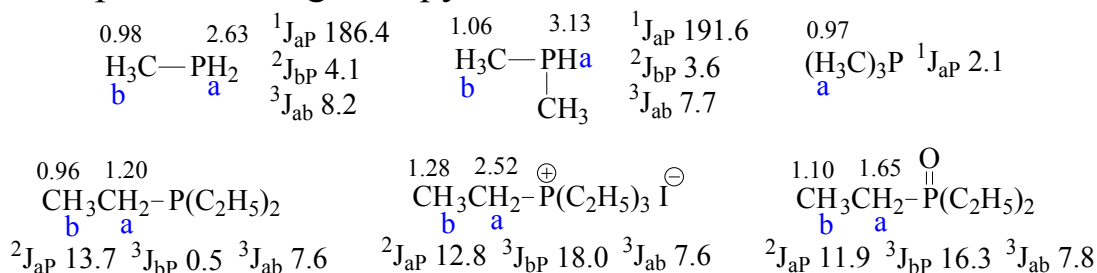 0.98 2.63 ¹J_aP 186.4
H₃C—PH₂ ²J_bP 4.1
b a ³J_ab 8.2
1.06 3.13 ¹J_aP 191.6
H₃C—PHa ²J_bP 3.6
b CH₃ ³J_ab 7.7
0.97
(H₃C)₃P ¹J_aP 2.1
a
0.96 1.20
CH₃CH₂–P(C₂H₅)₂
b a
²J_aP 13.7 ³J_bP 0.5 ³J_ab 7.6
1.28 2.52 ⊕ ⊖
CH₃CH₂–P(C₂H₅)₃ I
b a
²J_aP 12.8 ³J_bP 18.0 ³J_ab 7.6
1.10 1.65 O
CH₃CH₂–P(C₂H₅)₂
b a
²J_aP 11.9 ³J_bP 16.3 ³J_ab 7.8